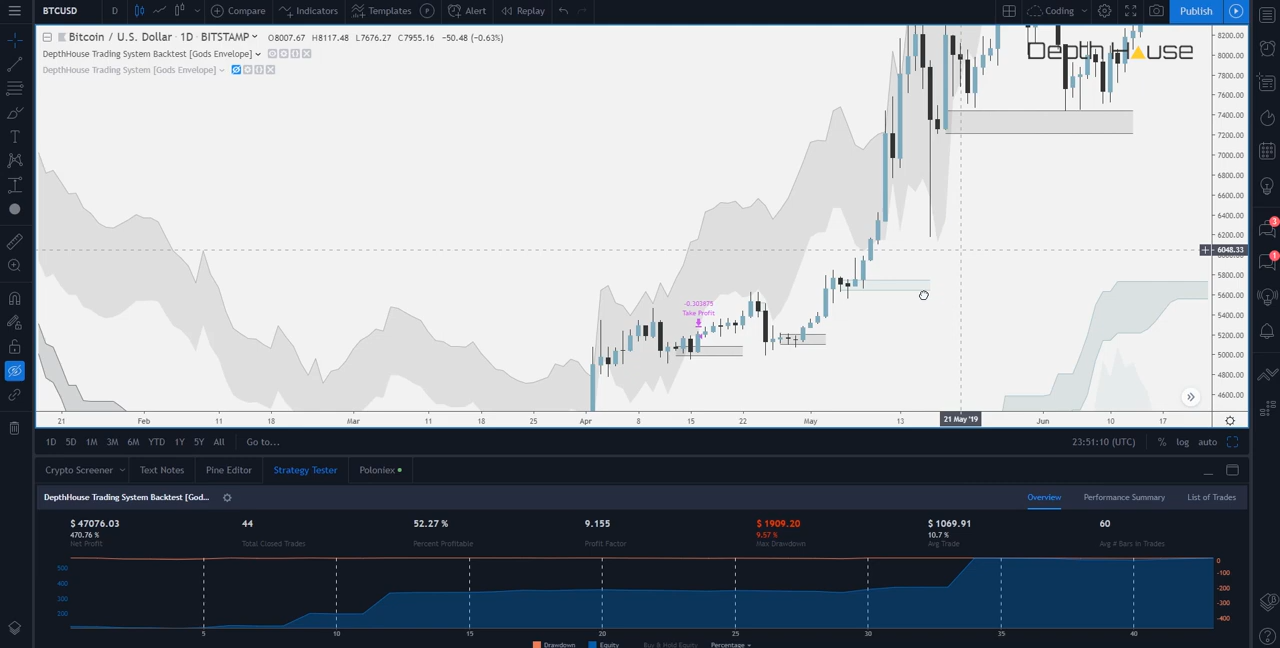 BTCUSD D Compare Indicators Templates Alert Replay Coding Publish
Bitcoin / U.S. Dollar • 1D • BITSTAMP O8007.67 H8117.48 L7676.27 C7955.16 -50.48 (-0.63%)
DepthHouse Trading System Backtest [Gods Envelope]
DepthHouse Trading System [Gods Envelope]
Depth House
8200.00
8000.00
7800.00
7600.00
7400.00
7200.00
7000.00
6800.00
6600.00
6400.00
6200.00
6048.33
5800.00
5600.00
5400.00
5200.00
5000.00
4800.00
4600.00
-0.303875
Take Profit
21 Feb 11 18 Mar 11 18 25 Apr 8 15 22 May 13 21 May '19 Jun 10 17
1D 5D 1M 3M 6M YTD 1Y 5Y All Go to... 23:51:10 (UTC) % log auto
Crypto Screener Text Notes Pine Editor Strategy Tester Poloniex
DepthHouse Trading System Backtest [God... Overview Performance Summary List of Trades
$ 47076.03 44 52.27 % 9.155 $ 1909.20 $ 1069.91 60
470.76 % 9.57 % 10.7 %
Net Profit Total Closed Trades Percent Profitable Profit Factor Max Drawdown Avg Trade Avg # Bars In Trades
500
400
300
200
0
-100
-200
-300
-400
5 10 15 20 25 30 35 40
Drawdown Equity Buy & Hold Equity Percentage